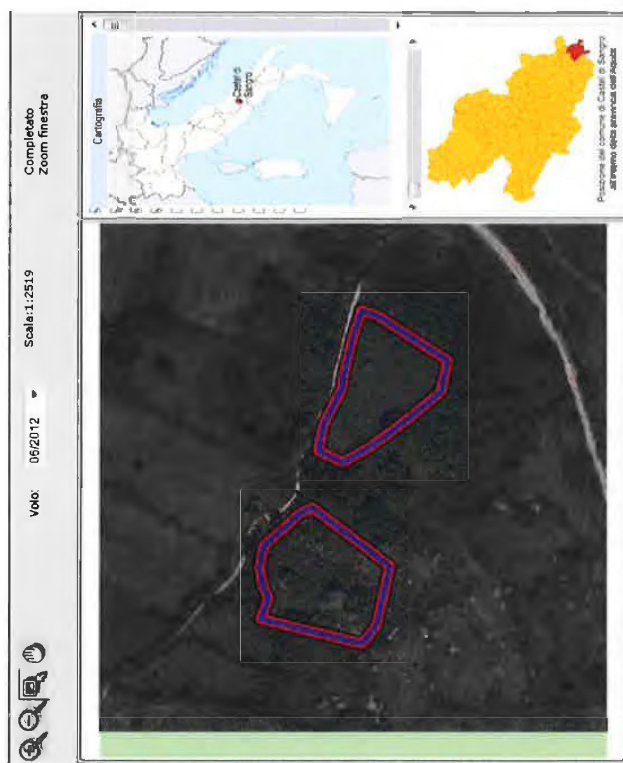 Volo: 06/2012 Scala:1:2519
Completato
Zoom finestra
Cartografia
Castel di
Sangro
Posizione del comune di Castel di Sangro
all'interno della provincia dell'Aquila